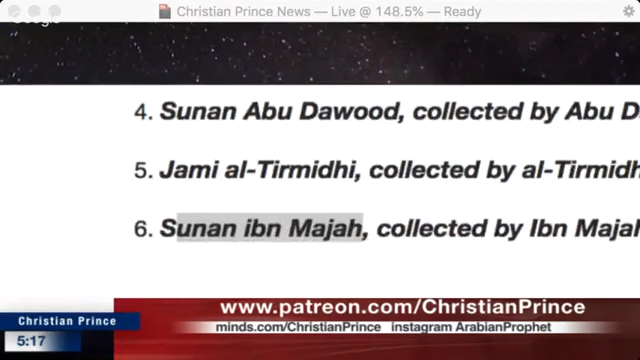 Christian Prince News — Live @ 148.5% — Ready
Google
4. Sunan Abu Dawood, collected by Abu D
5. Jami al-Tirmidhi, collected by al-Tirmidh
6. Sunan ibn Majah, collected by Ibn Majah
www.patreon.com/ChristianPrince
Christian Prince
minds.com/ChristianPrince instagram ArabianProphet
5:17